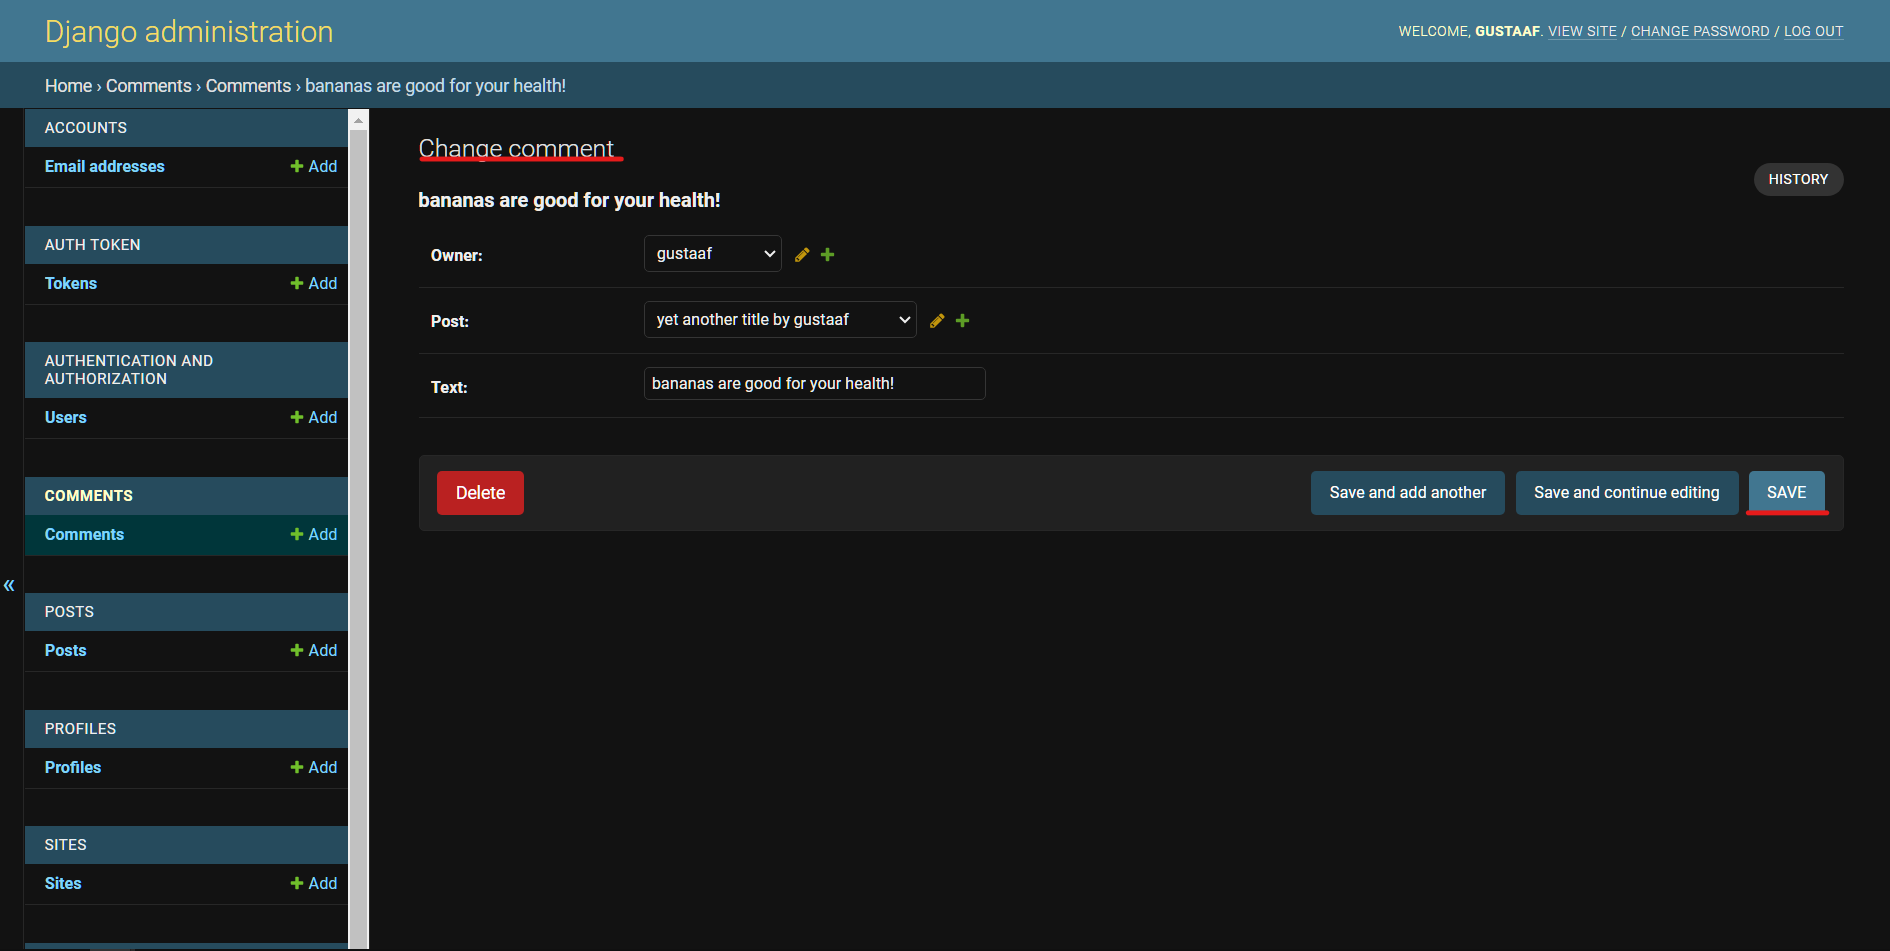 Django administration
WELCOME, GUSTAAF. VIEW SITE / CHANGE PASSWORD / LOG OUT
Home › Comments › Comments › bananas are good for your health!
ACCOUNTS
Email addresses
Add
AUTH TOKEN
Tokens
Add
AUTHENTICATION AND
AUTHORIZATION
Users
Add
COMMENTS
Comments
Add
POSTS
Posts
Add
PROFILES
Profiles
Add
SITES
Sites
Add
«
Change comment
HISTORY
bananas are good for your health!
Owner:
gustaaf
Post:
yet another title by gustaaf
Text:
bananas are good for your health!
Delete
Save and add another
Save and continue editing
SAVE